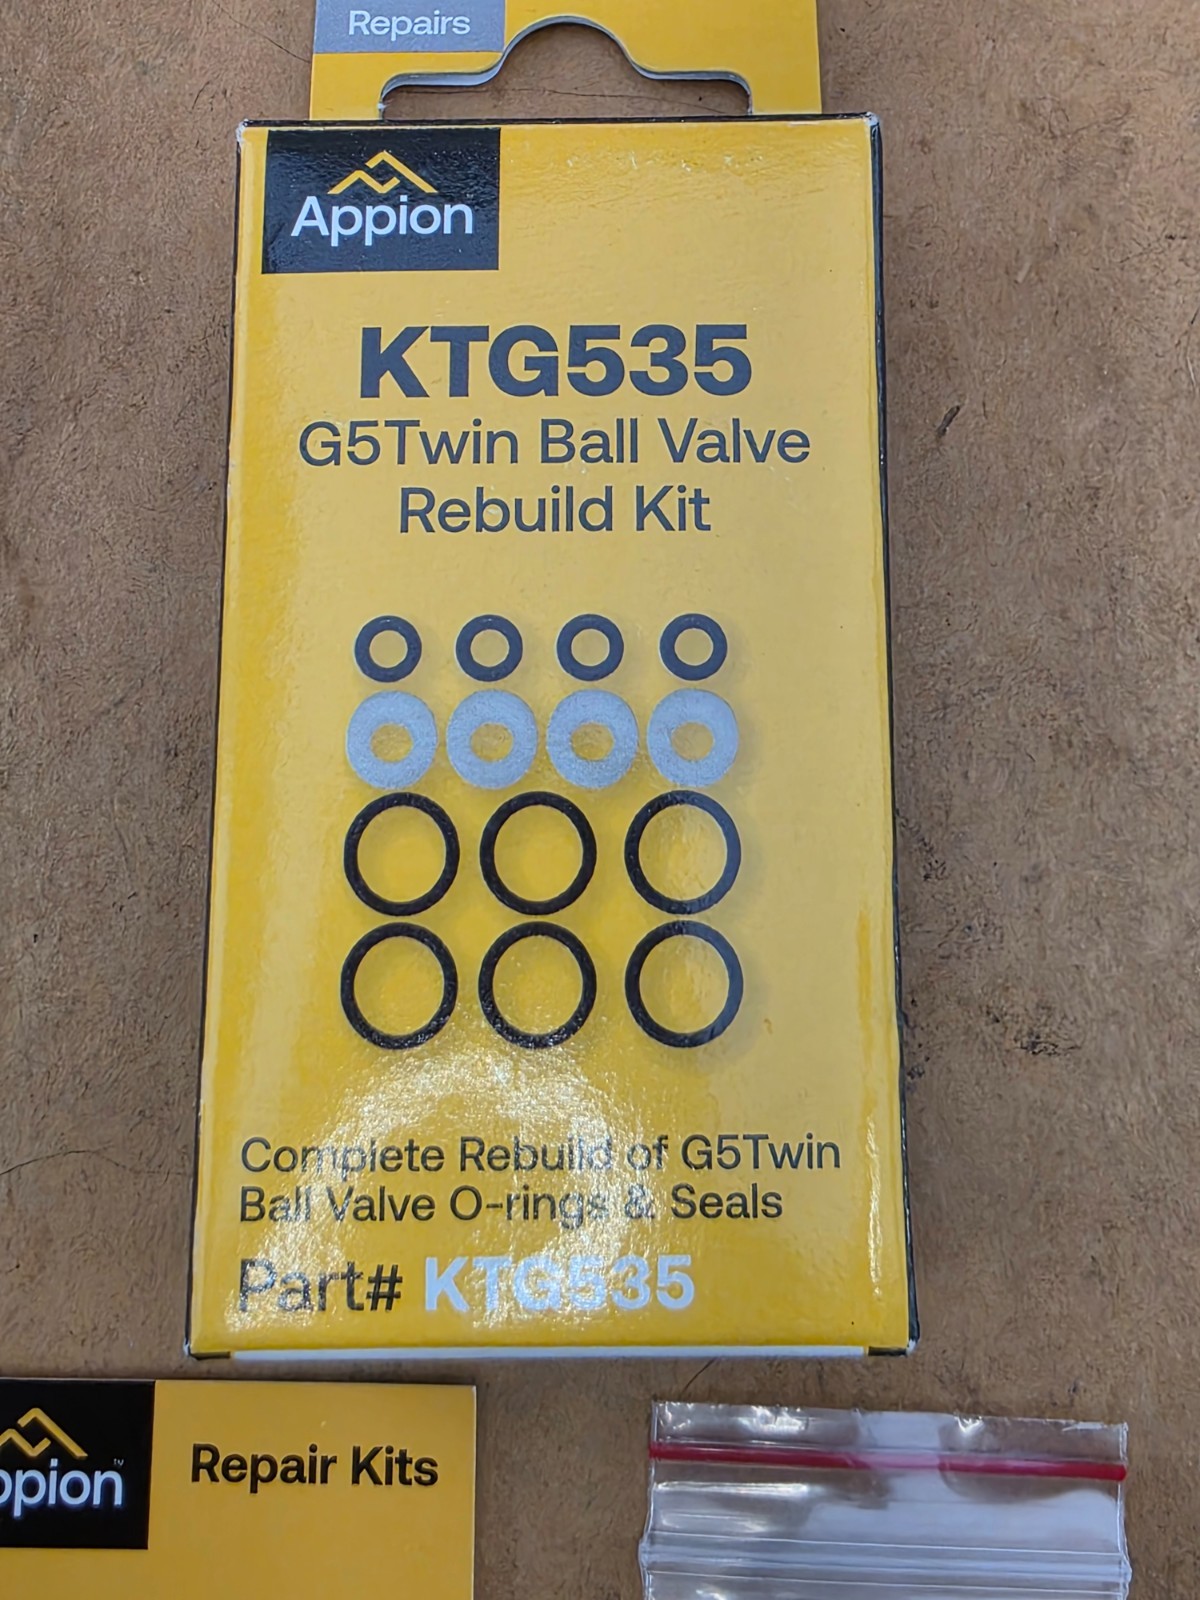 Repairs
Appion
KTG535
G5Twin Ball Valve
Rebuild Kit
Complete Rebuild of G5Twin
Ball Valve O-rings & Seals
Part# KTG535
ppion™
Repair Kits